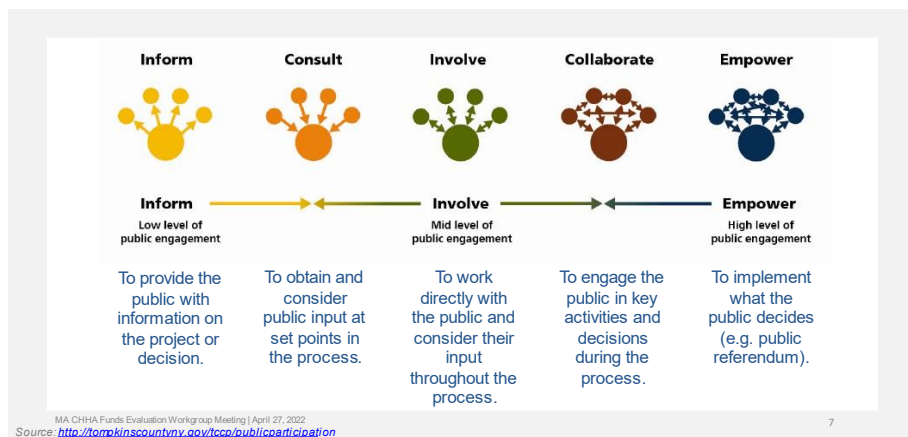 Inform Consult Involve Collaborate Empower
Inform Involve Empower
Low level of
public engagement
Mid level of
public engagement
High level of
public engagement
To provide the
public with
information on
the project or
decision.
To obtain and
consider
public input at
set points in
the process.
To work
directly with
the public and
consider their
input
throughout the
process.
To engage the
public in key
activities and
decisions
during the
process.
To implement
what the
public decides
(e.g. public
referendum).
MA CHHA Funds Evaluation Workgroup Meeting | April 27, 2022
7
Source: http://tompkinscountyny.gov/tccp/publicparticipation